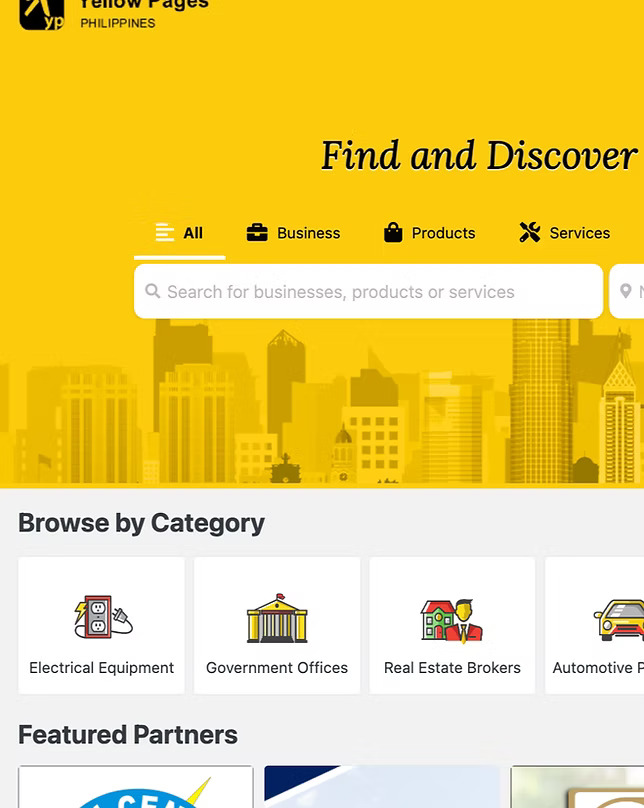 Yellow Pages
yp PHILIPPINES
Find and Discover
All Business Products Services
Search for businesses, products or services
Browse by Category
Electrical Equipment Government Offices Real Estate Brokers Automotive
Featured Partners